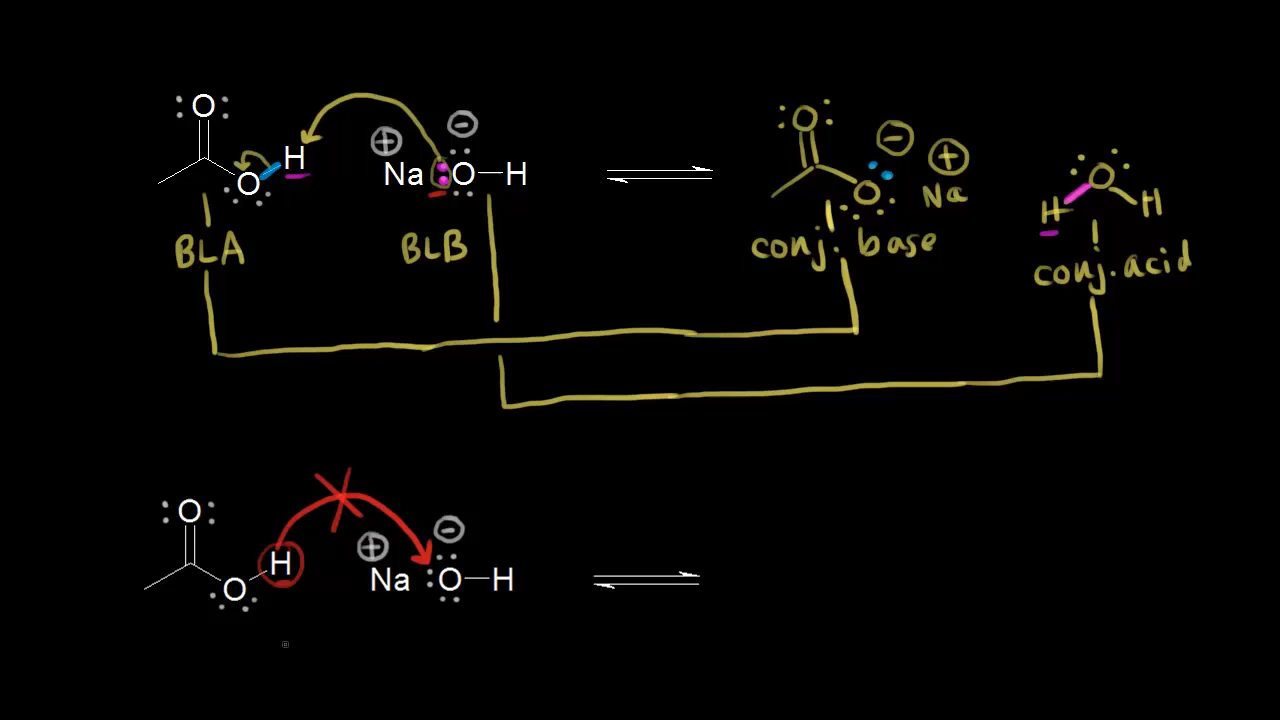 O O
H ⊕ ⊖ ⊖ ⊕ O
O Na O—H O Na H H
BLA BLB conj. base conj. acid
O
H ⊕ ⊖
O Na O—H